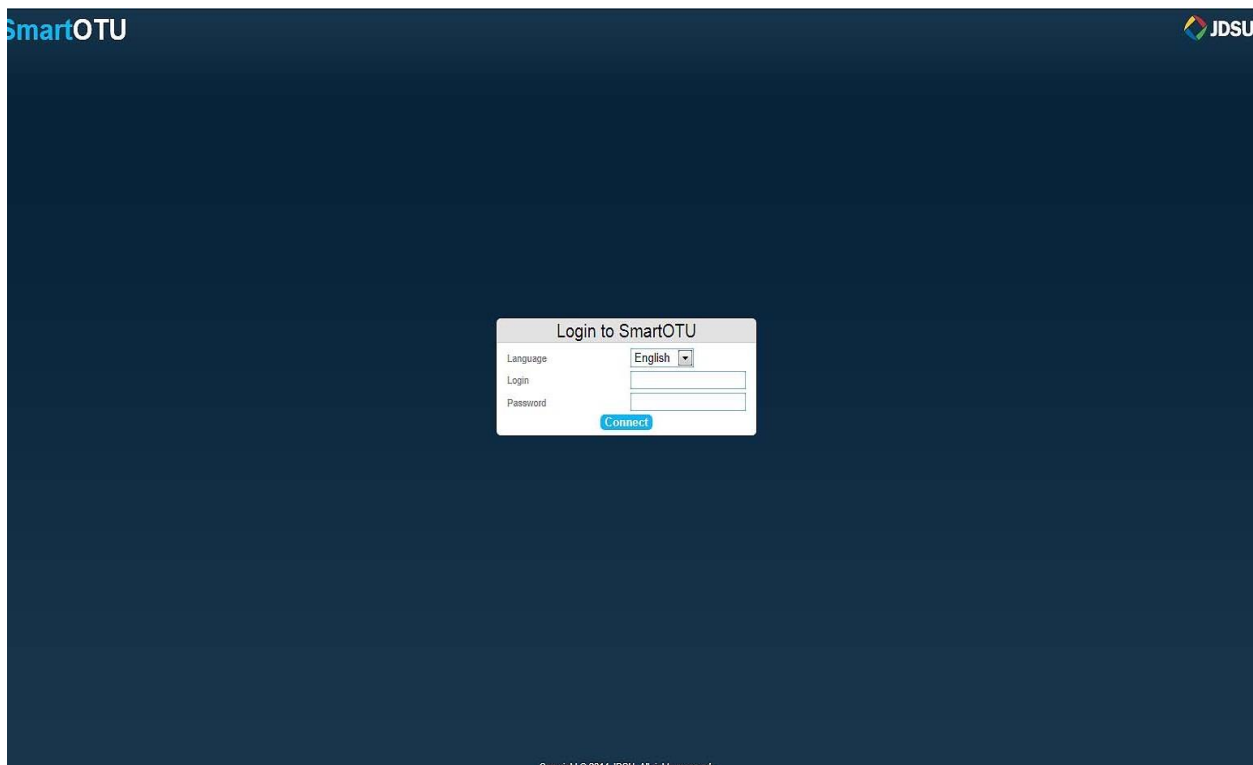 SmartOTU
JDSU
Login to SmartOTU
Language English
Login
Password
Connect